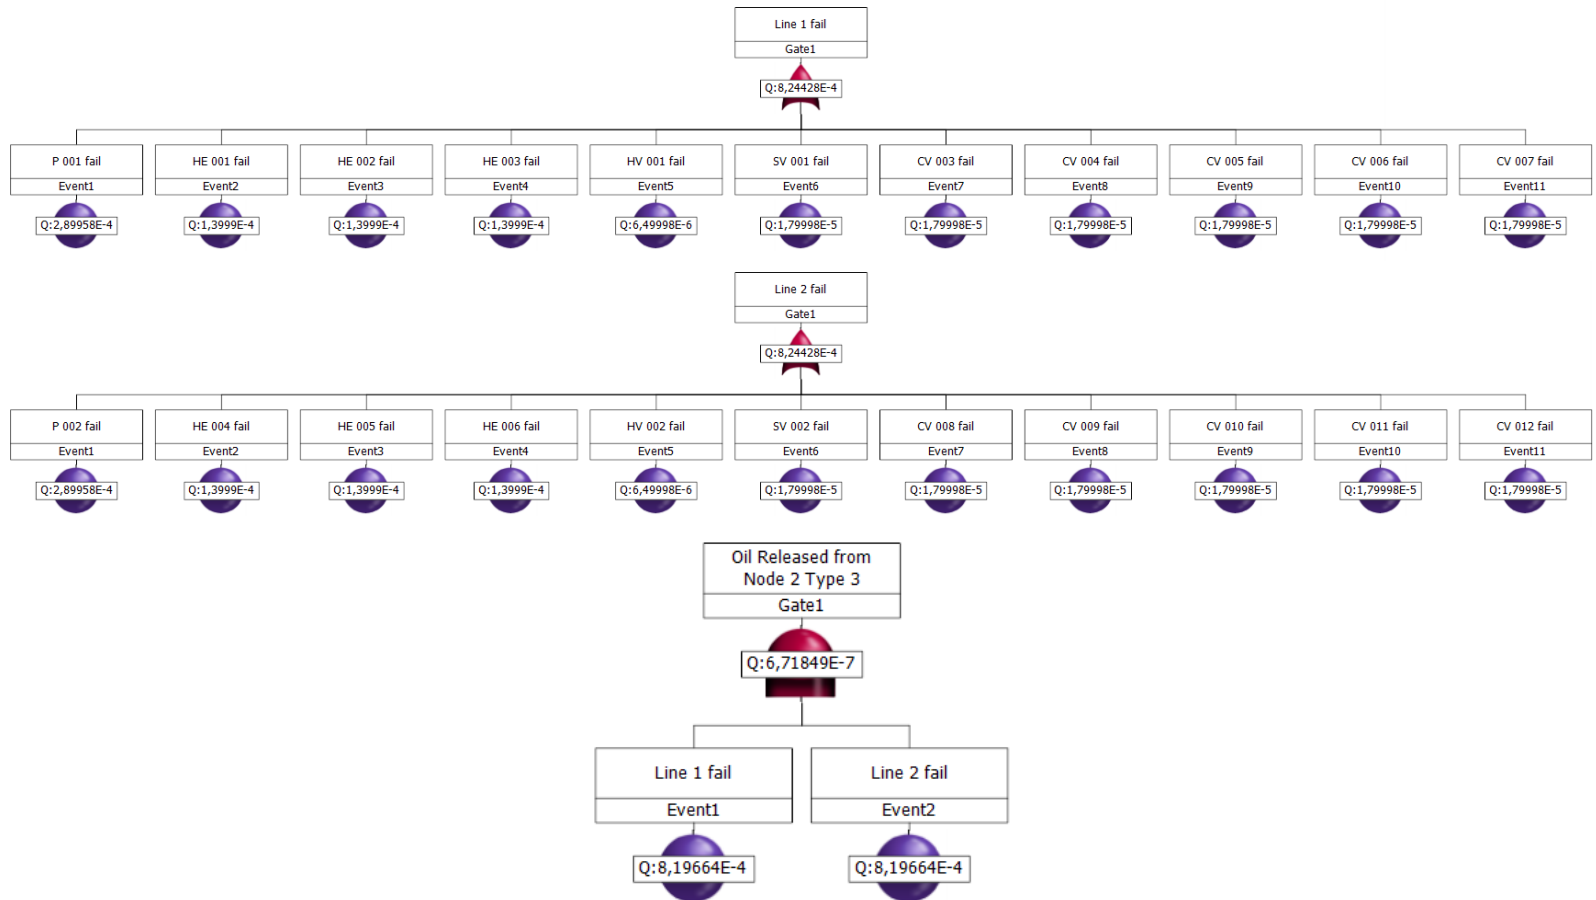 Line 1 fail
Gate1
Q:8,24428E-4
P 001 fail
Event1
Q:2,89958E-4
HE 001 fail
Event2
Q:1,3999E-4
HE 002 fail
Event3
Q:1,3999E-4
HE 003 fail
Event4
Q:1,3999E-4
HV 001 fail
Event5
Q:6,49998E-6
SV 001 fail
Event6
Q:1,79998E-5
CV 003 fail
Event7
Q:1,79998E-5
CV 004 fail
Event8
Q:1,79998E-5
CV 005 fail
Event9
Q:1,79998E-5
CV 006 fail
Event10
Q:1,79998E-5
CV 007 fail
Event11
Q:1,79998E-5
Line 2 fail
Gate1
Q:8,24428E-4
P 002 fail
Event1
Q:2,89958E-4
HE 004 fail
Event2
Q:1,3999E-4
HE 005 fail
Event3
Q:1,3999E-4
HE 006 fail
Event4
Q:1,3999E-4
HV 002 fail
Event5
Q:6,49998E-6
SV 002 fail
Event6
Q:1,79998E-5
CV 008 fail
Event7
Q:1,79998E-5
CV 009 fail
Event8
Q:1,79998E-5
CV 010 fail
Event9
Q:1,79998E-5
CV 011 fail
Event10
Q:1,79998E-5
CV 012 fail
Event11
Q:1,79998E-5
Oil Released from
Node 2 Type 3
Gate1
Q:6,71849E-7
Line 1 fail
Event1
Q:8,19664E-4
Line 2 fail
Event2
Q:8,19664E-4